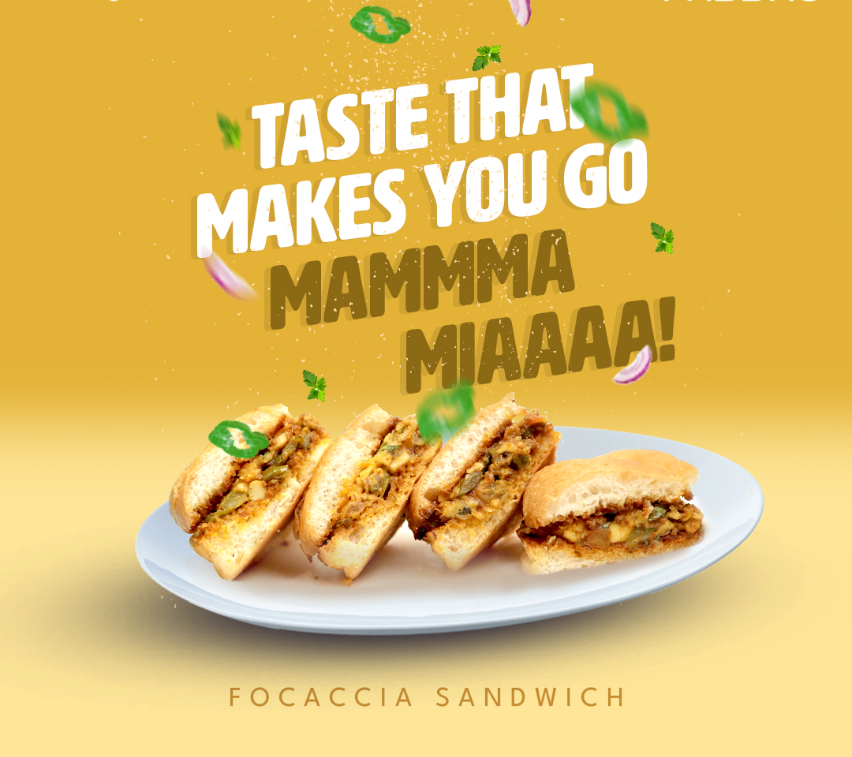 TASTE THAT
MAKES YOU GO
MAMMMA
MIAAAA!
FOCACCIA SANDWICH